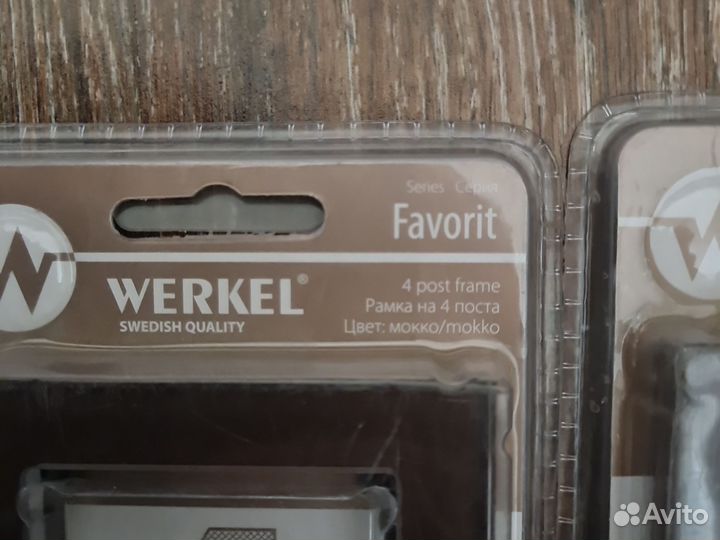 Series Серия
Favorit
WERKEL®
SWEDISH QUALITY
4 post frame
Рамка на 4 поста
Цвет: мокко/mokko
Avito